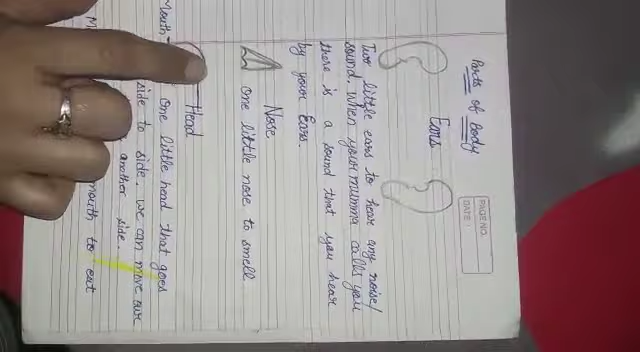 Parts of Body
PAGE NO.
DATE:
Ears
Two little ears to hear any noise/
sound. When your mumma calls you
there is a sound that you hear
by your Ears.
Nose
One little nose to smell
Head
One little head that goes
side to side. we can move our
another side.
Mouth
mouth to eat